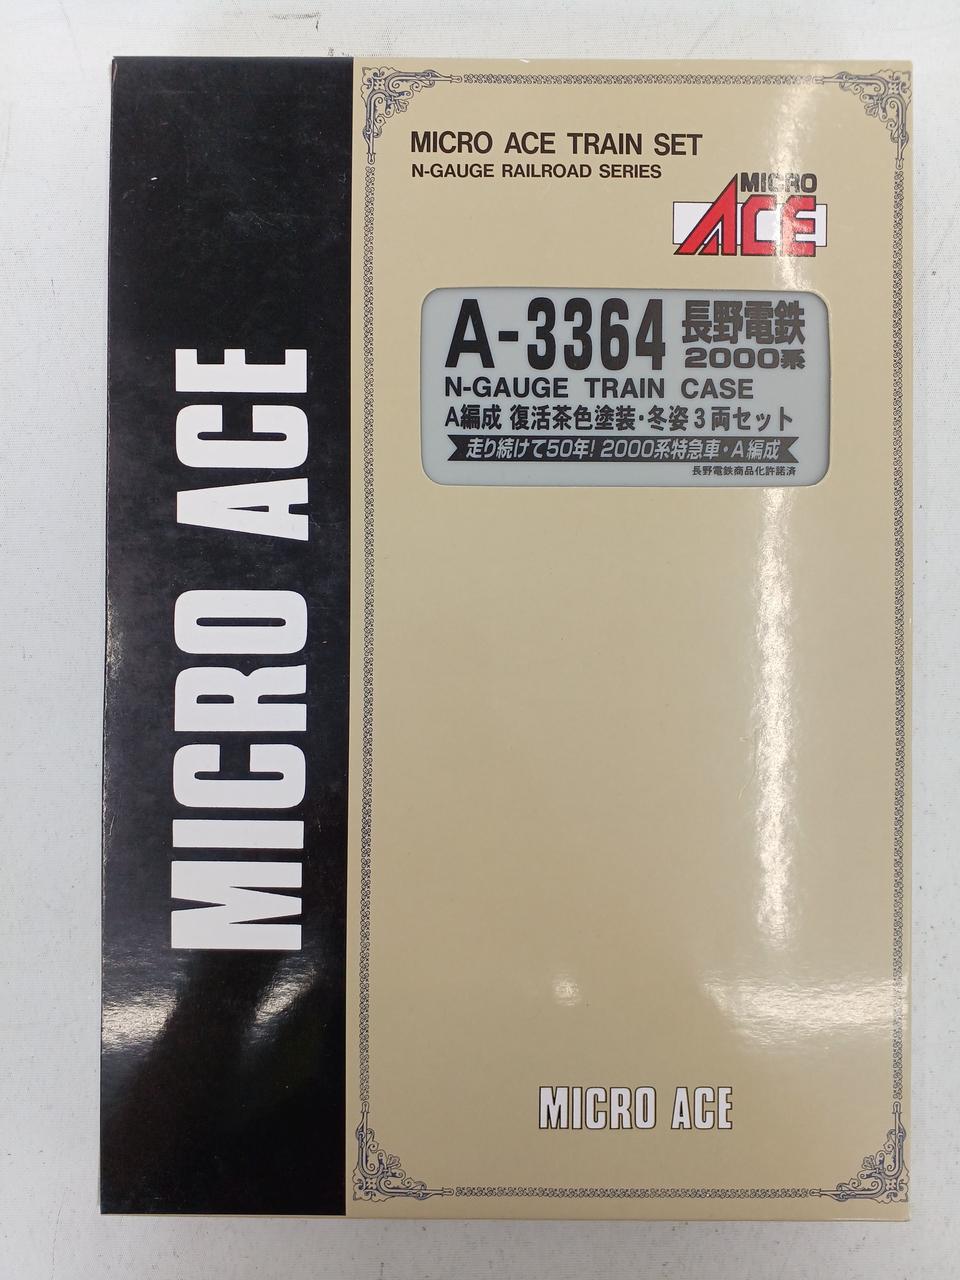 MICRO ACE
MICRO ACE TRAIN SET
N-GAUGE RAILROAD SERIES
MICRO
ACE
A-3364 長野電鉄
2000系
N-GAUGE TRAIN CASE
A編成 復活茶色塗装・冬姿3両セット
走り続けて50年! 2000系特急車・A編成
長野電鉄商品化許諾済
MICRO ACE